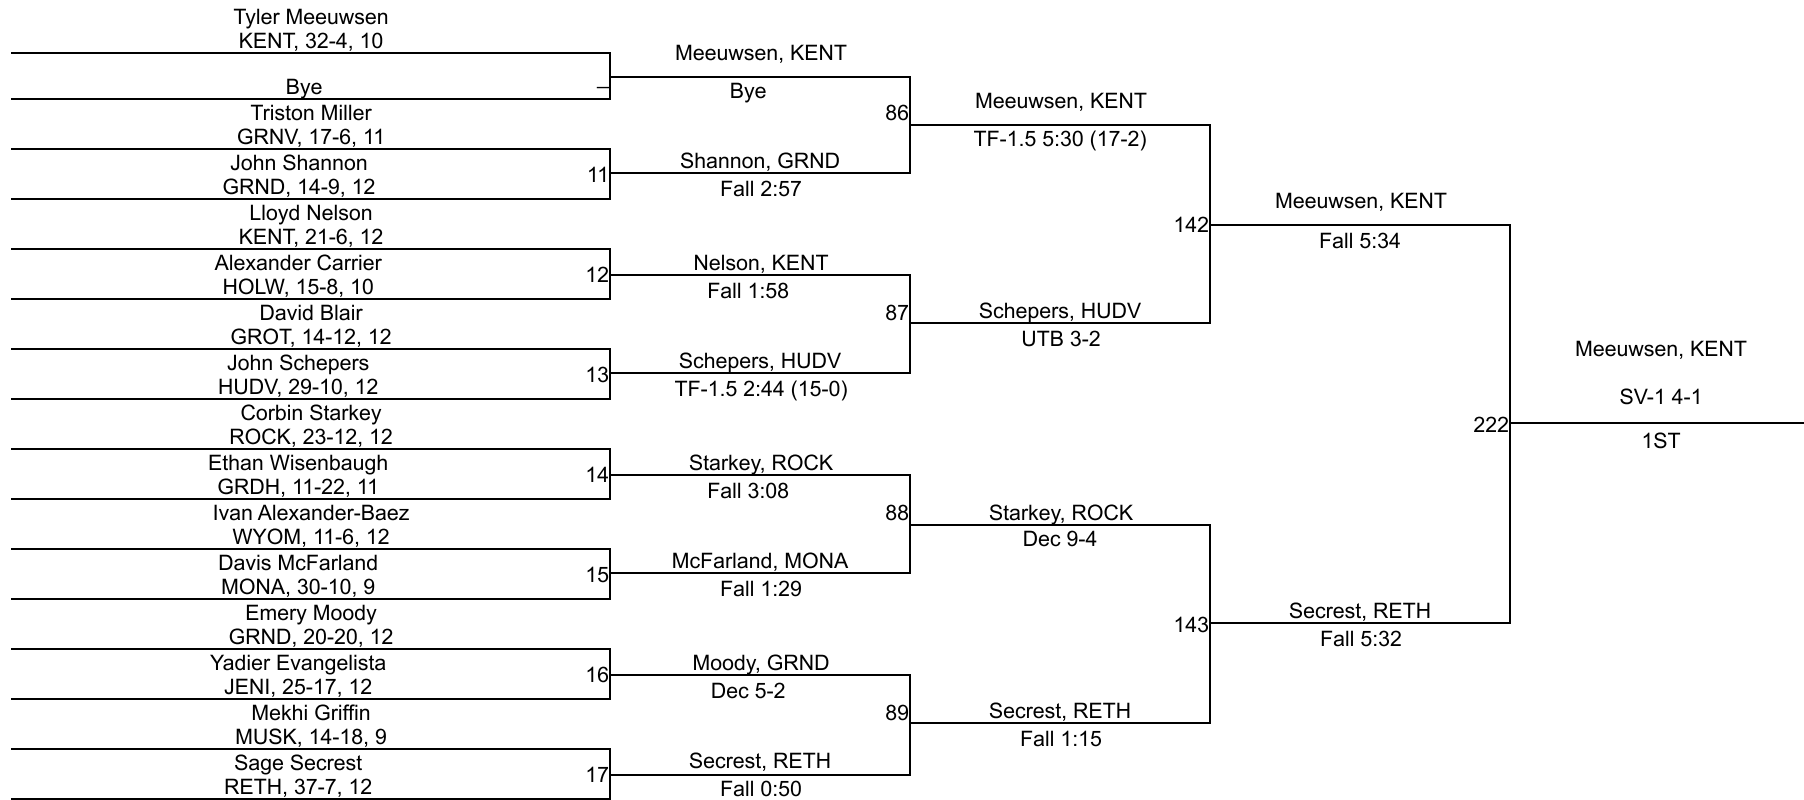 Tyler Meeuwsen
KENT, 32-4, 10
Bye
Triston Miller
GRNV, 17-6, 11
John Shannon
GRND, 14-9, 12
Lloyd Nelson
KENT, 21-6, 12
Alexander Carrier
HOLW, 15-8, 10
David Blair
GROT, 14-12, 12
John Schepers
HUDV, 29-10, 12
Corbin Starkey
ROCK, 23-12, 12
Ethan Wisenbaugh
GRDH, 11-22, 11
Ivan Alexander-Baez
WYOM, 11-6, 12
Davis McFarland
MONA, 30-10, 9
Emery Moody
GRND, 20-20, 12
Yadier Evangelista
JENI, 25-17, 12
Mekhi Griffin
MUSK, 14-18, 9
Sage Secrest
RETH, 37-7, 12
–
11
12
13
14
15
16
17
Meeuwsen, KENT
Bye
Shannon, GRND
Fall 2:57
Nelson, KENT
Fall 1:58
Schepers, HUDV
TF-1.5 2:44 (15-0)
Starkey, ROCK
Fall 3:08
McFarland, MONA
Fall 1:29
Moody, GRND
Dec 5-2
Secrest, RETH
Fall 0:50
86
87
88
89
Meeuwsen, KENT
TF-1.5 5:30 (17-2)
Schepers, HUDV
UTB 3-2
Starkey, ROCK
Dec 9-4
Secrest, RETH
Fall 1:15
142
143
Meeuwsen, KENT
Fall 5:34
Secrest, RETH
Fall 5:32
222
Meeuwsen, KENT
SV-1 4-1
1ST